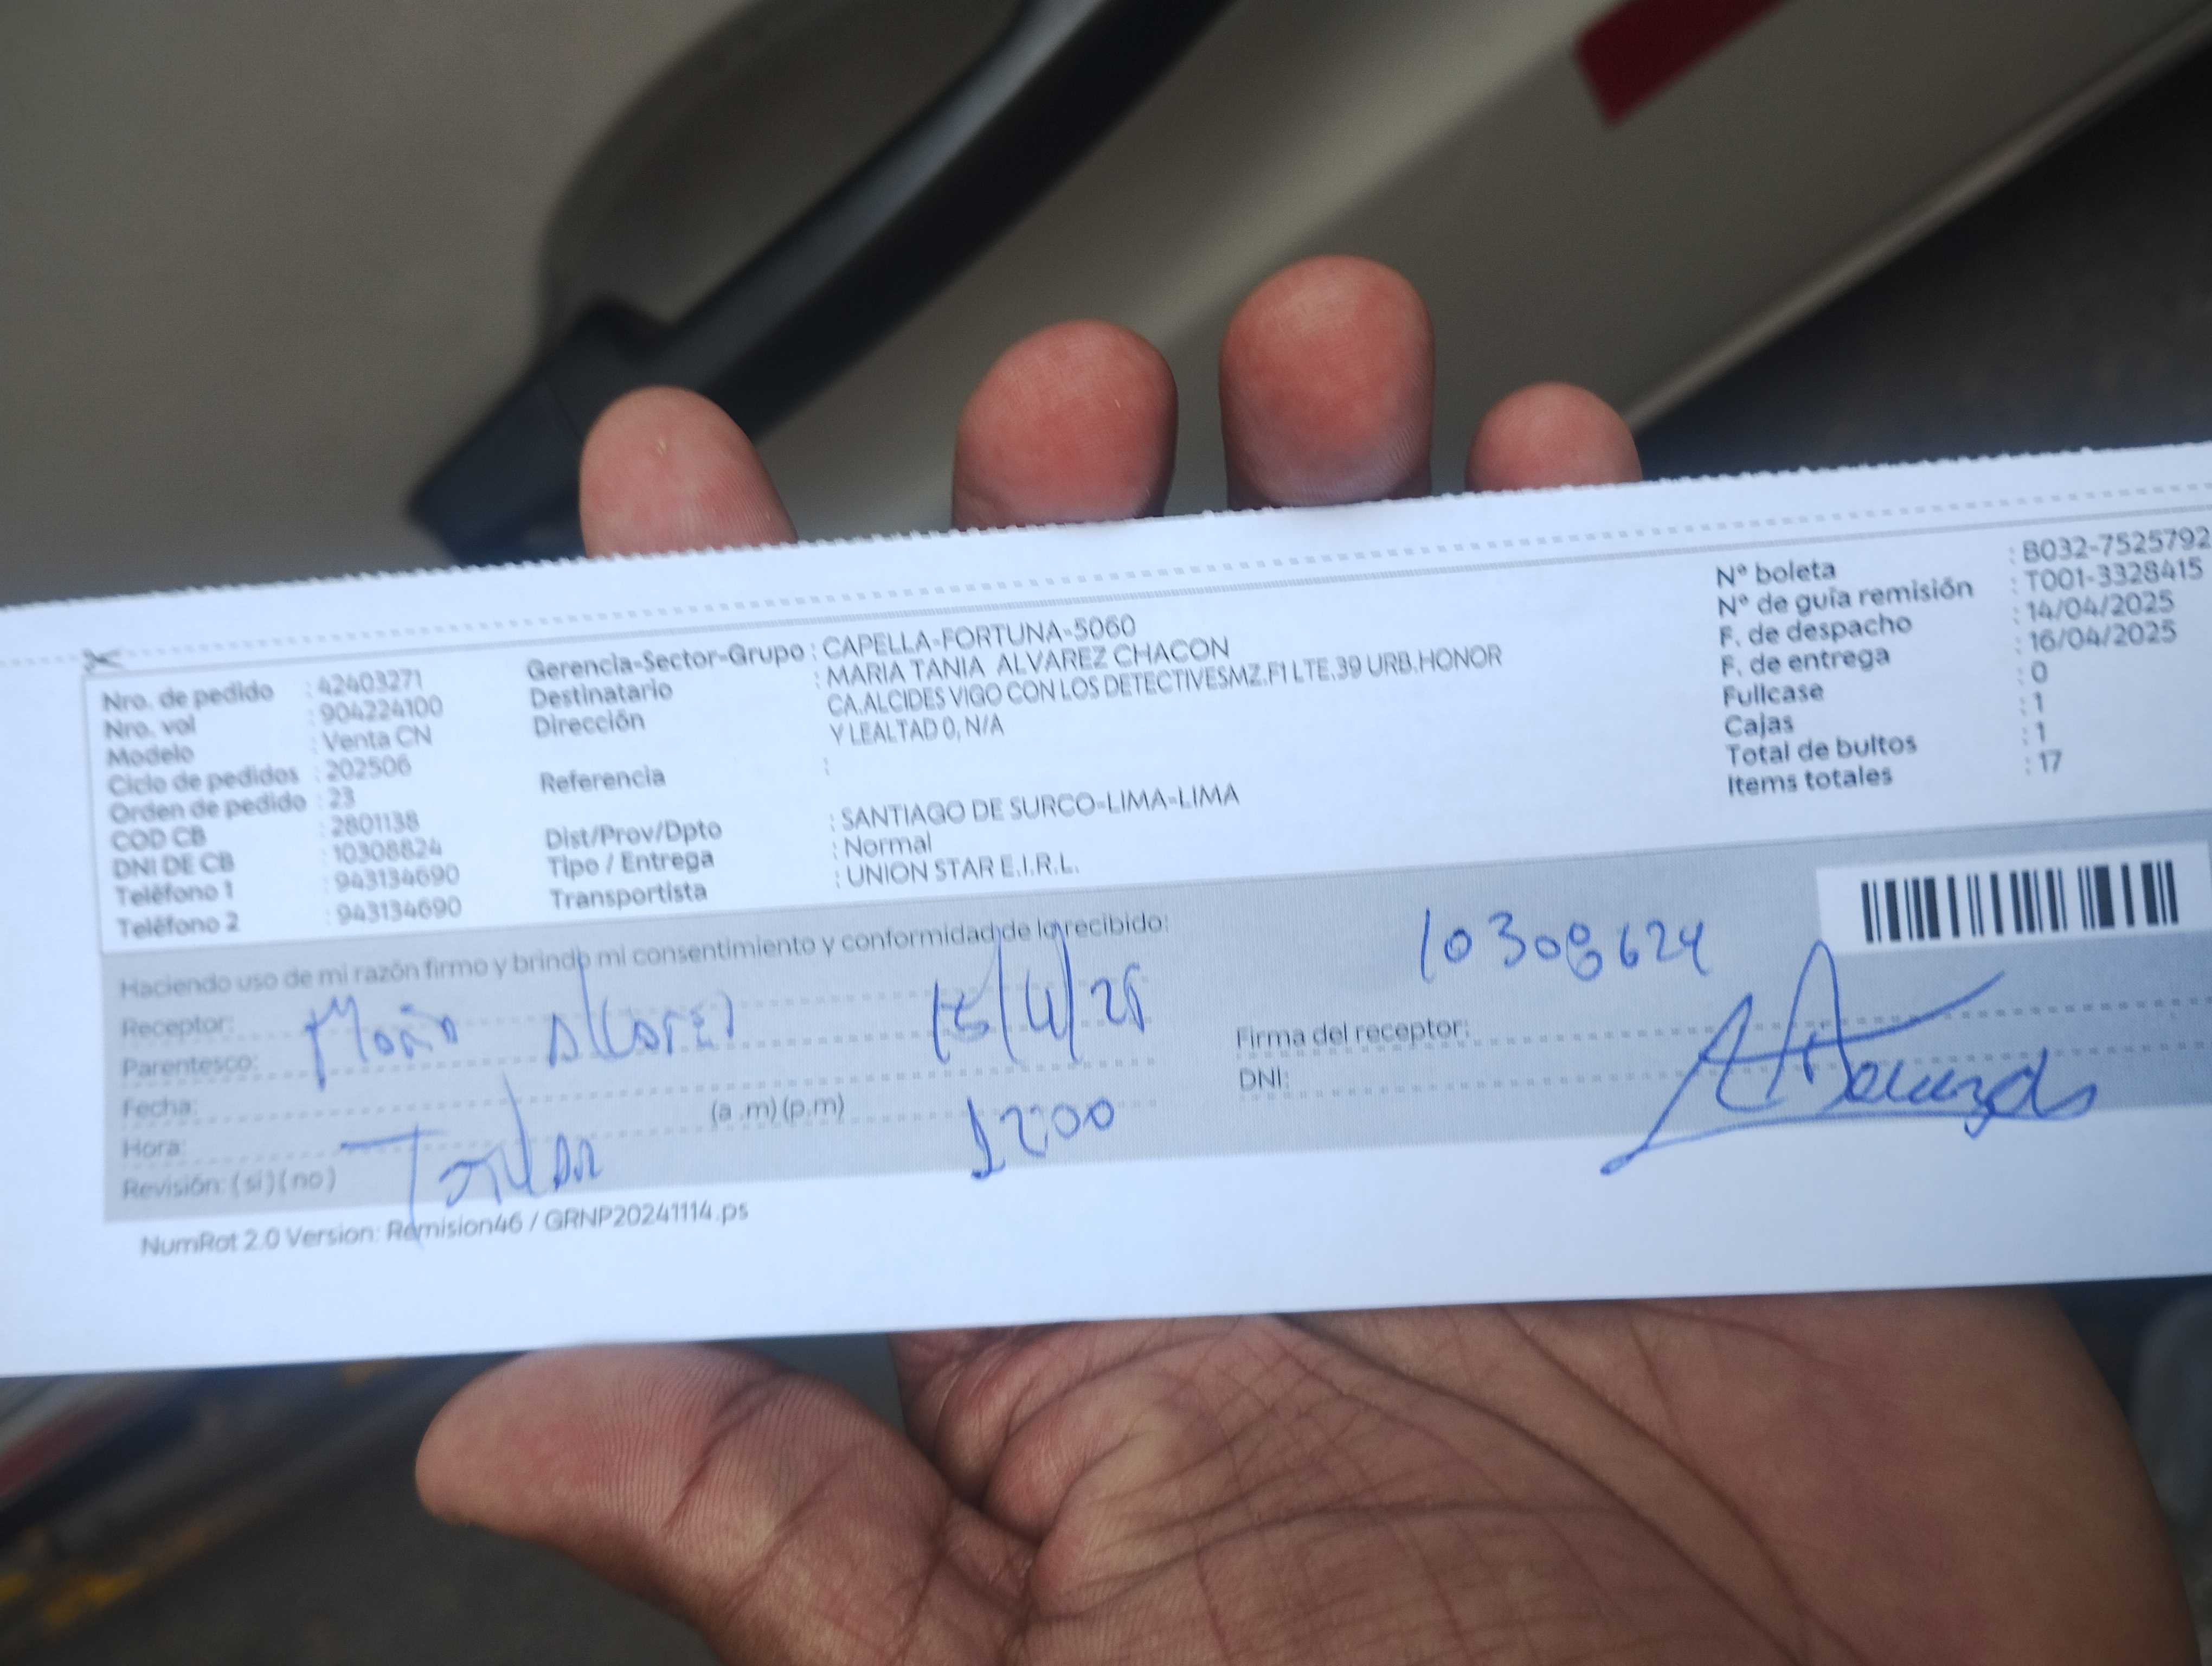 Nro. de pedido : 42403271
Nro. vol : 904224100
Modelo : Venta CN
Ciclo de pedidos : 202506
Orden de pedido : 23
COD CB : 2801138
DNI DE CB : 10308824
Teléfono 1 : 943134690
Teléfono 2 : 943134690
Gerencia-Sector-Grupo : CAPELLA-FORTUNA-5060
Destinatario : MARIA TANIA ALVAREZ CHACON
Dirección : CA.ALCIDES VIGO CON LOS DETECTIVESMZ.F1 LTE.39 URB.HONOR
Y LEALTAD 0, N/A
Referencia :
Dist/Prov/Dpto : SANTIAGO DE SURCO-LIMA-LIMA
Tipo / Entrega : Normal
Transportista : UNION STAR E.I.R.L.
N° boleta : B032-7525792
N° de guía remisión : T001-3328415
F. de despacho : 14/04/2025
F. de entrega : 16/04/2025
Fullcase : 0
Cajas : 1
Total de bultos : 1
Items totales : 17
Haciendo uso de mi razón firmo y brindo mi consentimiento y conformidad de lo recibido:
Receptor:
Parentesco:
Fecha:
Hora: (a .m) (p.m) 1200
Revisión: ( si ) ( no )
10308624
Firma del receptor:
DNI:
NumRot 2.0 Version: Remision46 / GRNP20241114.ps